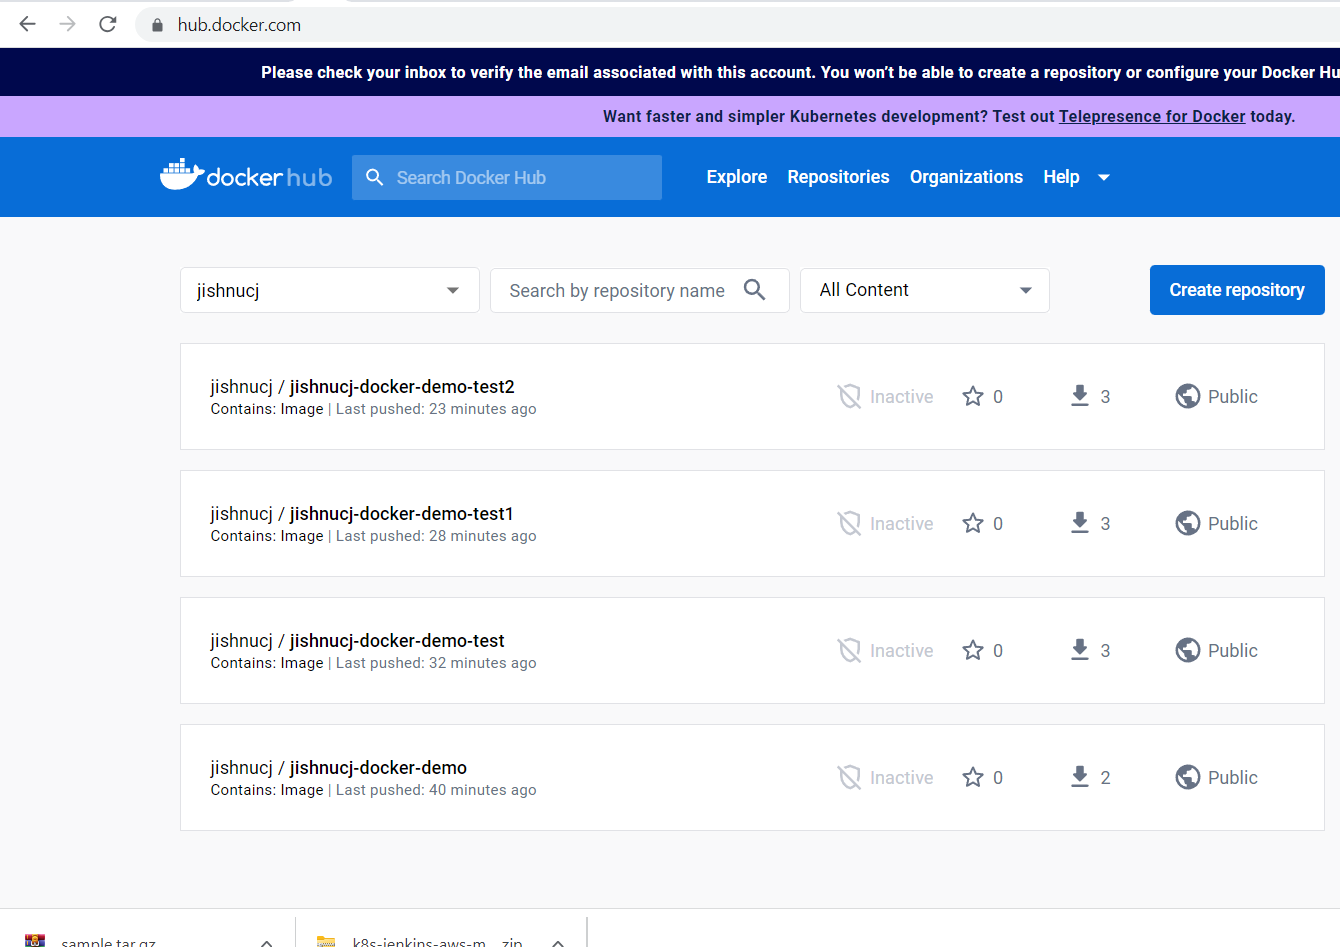 hub.docker.com
Please check your inbox to verify the email associated with this account. You won't be able to create a repository or configure your Docker Hu
Want faster and simpler Kubernetes development? Test out Telepresence for Docker today.
docker hub Search Docker Hub Explore Repositories Organizations Help
jishnucj Search by repository name All Content Create repository
jishnucj / jishnucj-docker-demo-test2
Contains: Image | Last pushed: 23 minutes ago
Inactive 0 3 Public
jishnucj / jishnucj-docker-demo-test1
Contains: Image | Last pushed: 28 minutes ago
Inactive 0 3 Public
jishnucj / jishnucj-docker-demo-test
Contains: Image | Last pushed: 32 minutes ago
Inactive 0 3 Public
jishnucj / jishnucj-docker-demo
Contains: Image | Last pushed: 40 minutes ago
Inactive 0 2 Public
sample.tar.gz k8s-jenkins-aws-m....zip